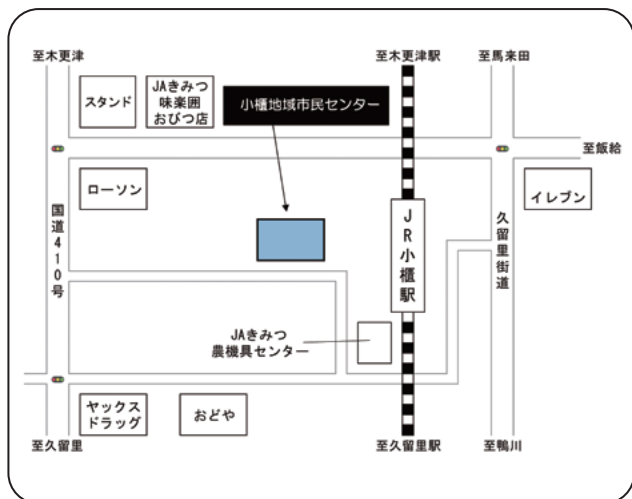 至木更津
至木更津駅
至馬来田
スタンド
JAきみつ
味楽囲
おびつ店
小櫃地域市民センター
至飯給
ローソン
イレブン
国道410号
JR小櫃駅
久留里街道
JAきみつ
農機具センター
ヤックス
ドラッグ
おどや
至久留里
至久留里駅
至鴨川